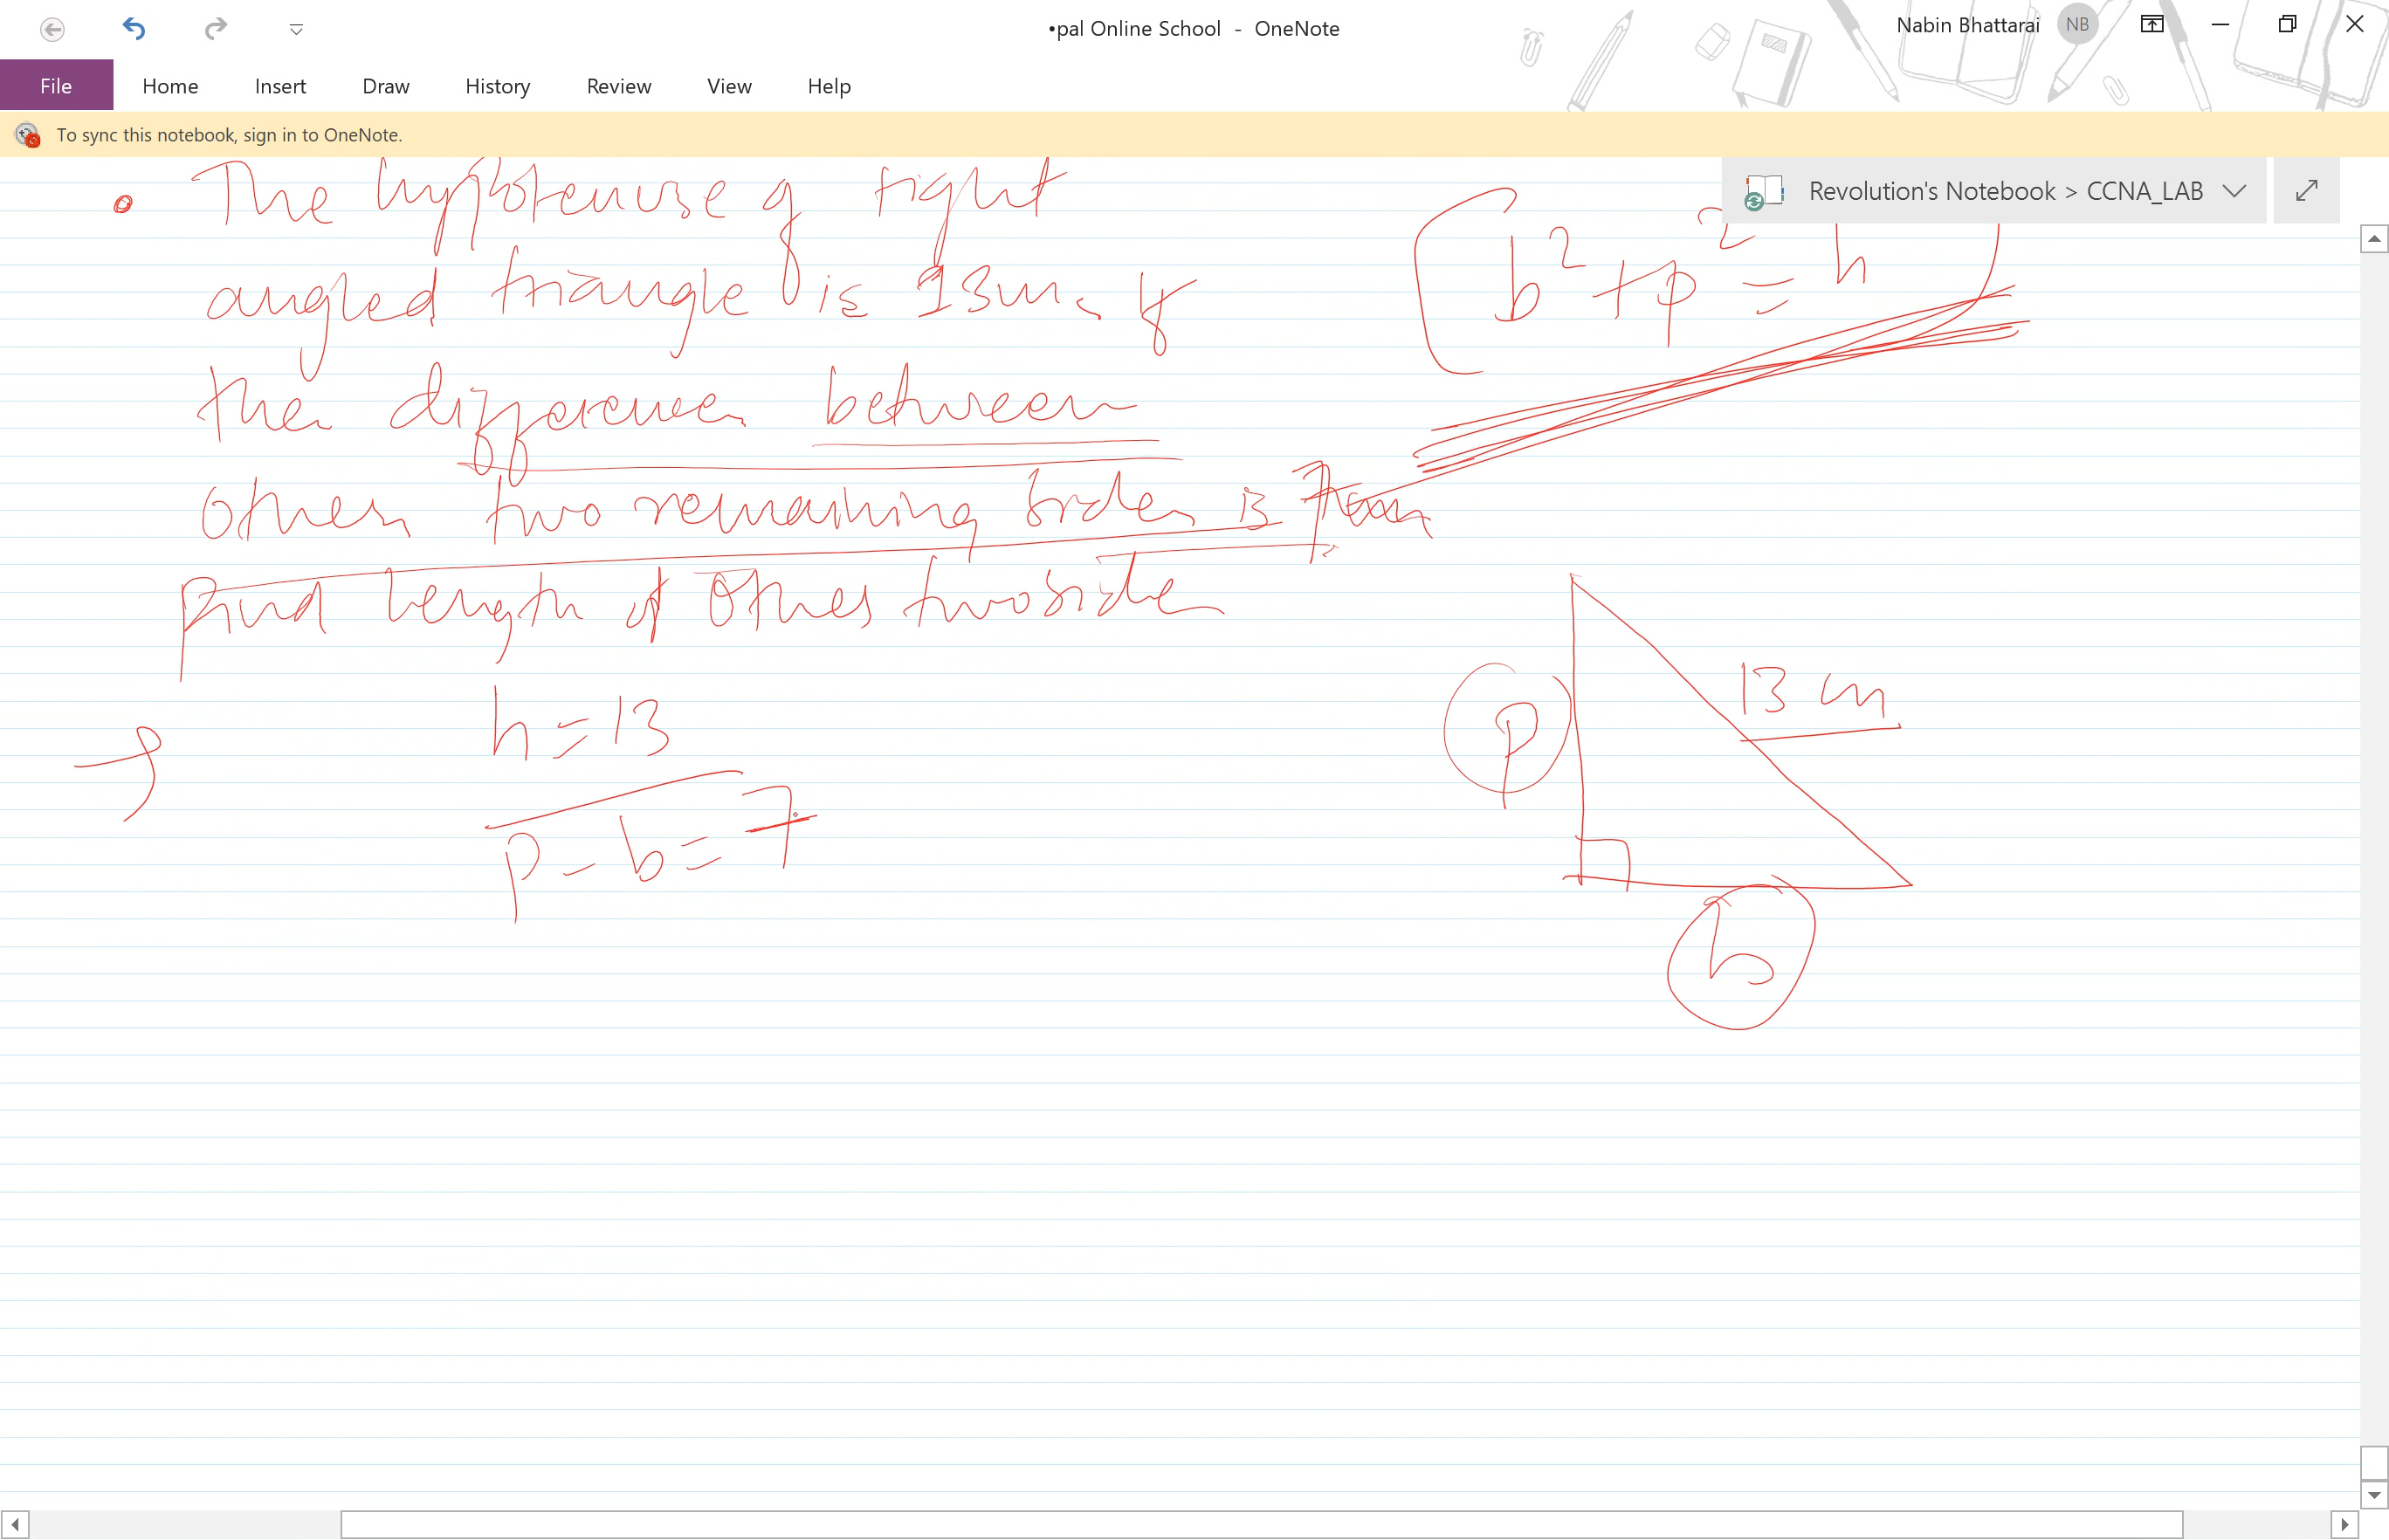 •pal Online School - OneNote
Nabin Bhattarai NB
File Home Insert Draw History Review View Help
To sync this notebook, sign in to OneNote.
Revolution's Notebook > CCNA_LAB
• The hypotenuse of right
angled triangle is 13m. If
the difference between
other two remaining sides is 7
find length of other two side
b² + p² = h
h = 13
p - b = 7
p
13 m
b